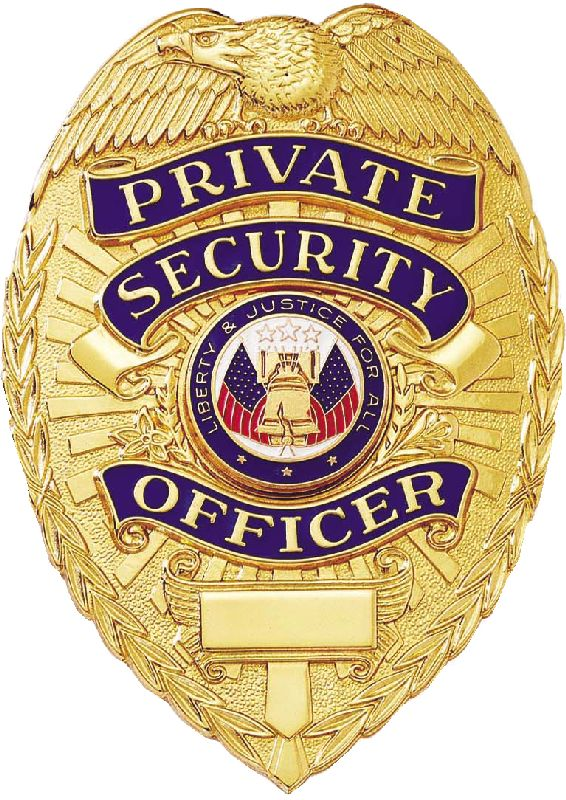 PRIVATE
SECURITY
LIBERTY & JUSTICE FOR ALL
OFFICER